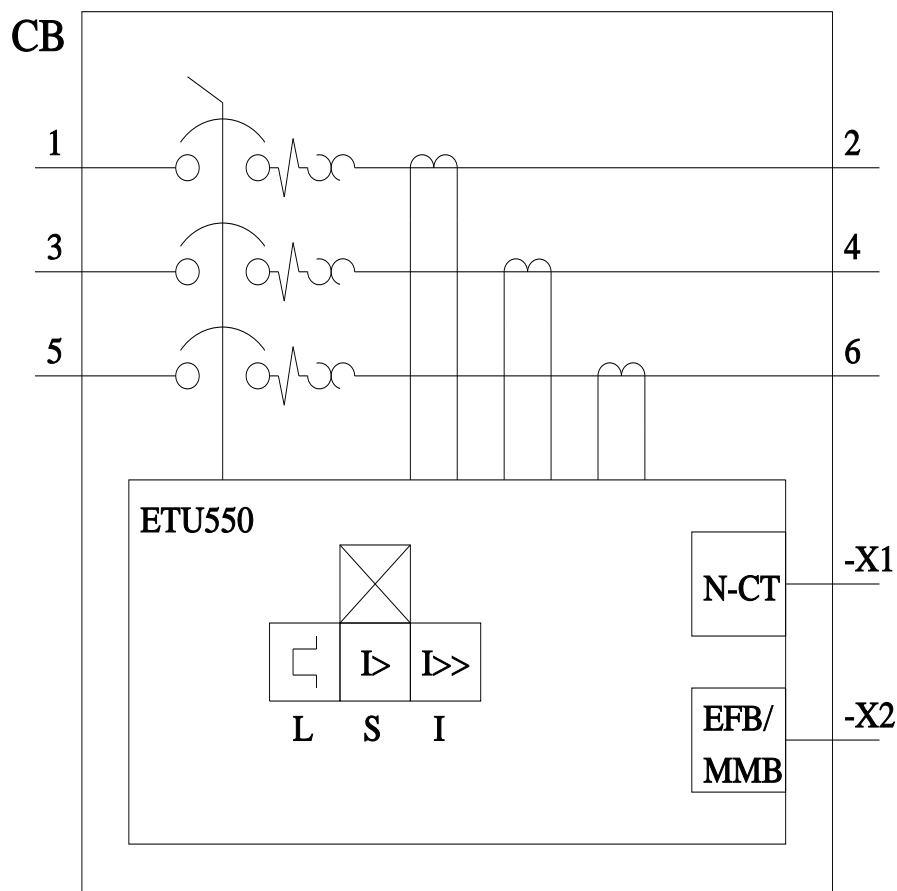 CB
1 2
3 4
5 6
ETU550
-X1
N-CT
I> I>>
L S I
EFB/
MMB
-X2